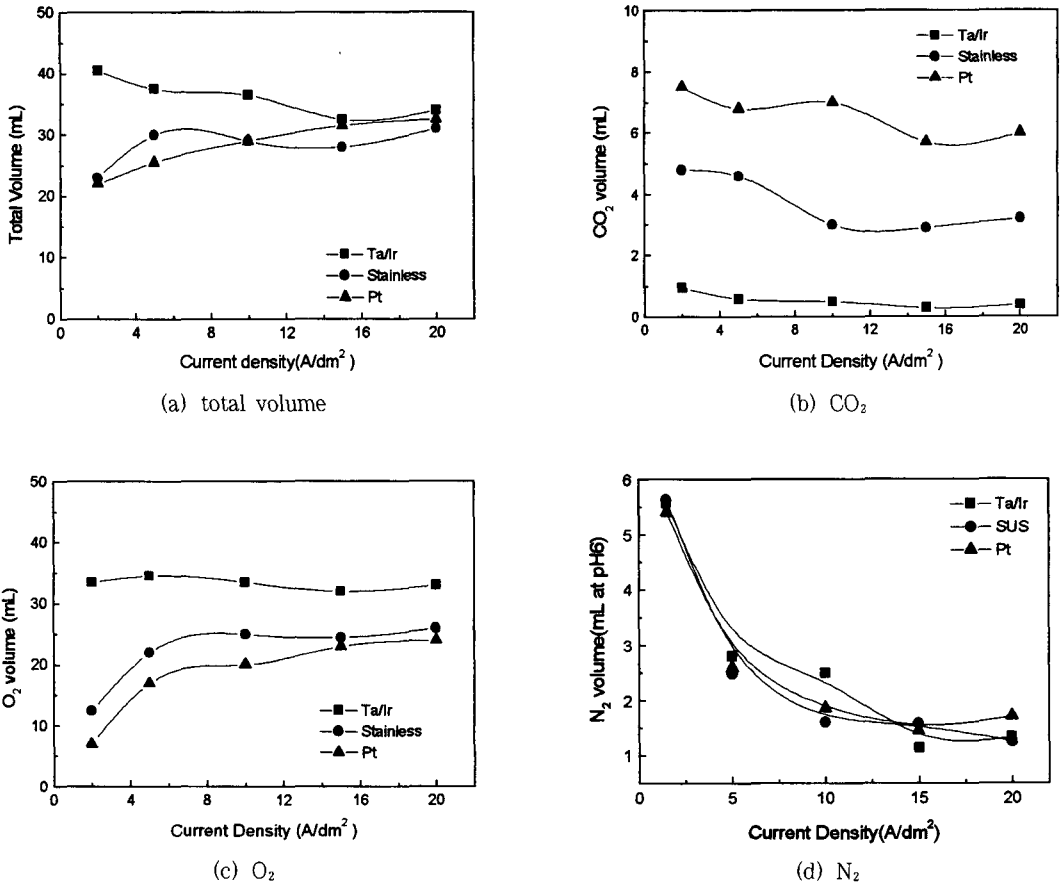 50
40
30
20
10
0
Total Volume (mL)
Ta/Ir
Stainless
Pt
0 4 8 12 16 20
Current density(A/dm²)
(a) total volume
10
8
6
4
2
0
CO₂ volume (mL)
Ta/Ir
Stainless
Pt
0 4 8 12 16 20
Current Density (A/dm²)
(b) CO₂
50
40
30
20
10
0
O₂ volume (mL)
Ta/Ir
Stainless
Pt
0 4 8 12 16 20
Current Density (A/dm²)
(c) O₂
6
5
4
3
2
1
N₂ volume(mL at pH6)
Ta/Ir
SUS
Pt
0 5 10 15 20
Current Density(A/dm²)
(d) N₂